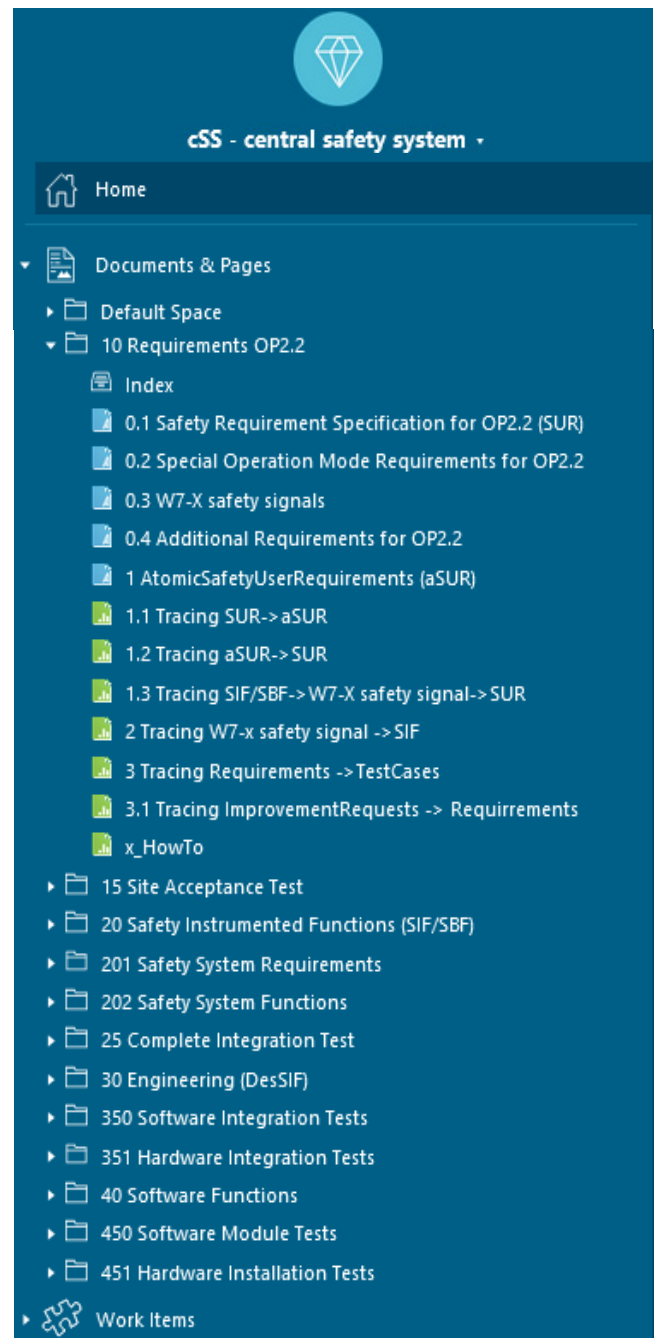 cSS - central safety system
Home
Documents & Pages
Default Space
10 Requirements OP2.2
Index
0.1 Safety Requirement Specification for OP2.2 (SUR)
0.2 Special Operation Mode Requirements for OP2.2
0.3 W7-X safety signals
0.4 Additional Requirements for OP2.2
1 AtomicSafetyUserRequirements (aSUR)
1.1 Tracing SUR->aSUR
1.2 Tracing aSUR->SUR
1.3 Tracing SIF/SBF->W7-X safety signal->SUR
2 Tracing W7-x safety signal ->SIF
3 Tracing Requirements ->TestCases
3.1 Tracing ImprovementRequests -> Requirrements
x_HowTo
15 Site Acceptance Test
20 Safety Instrumented Functions (SIF/SBF)
201 Safety System Requirements
202 Safety System Functions
25 Complete Integration Test
30 Engineering (DesSIF)
350 Software Integration Tests
351 Hardware Integration Tests
40 Software Functions
450 Software Module Tests
451 Hardware Installation Tests
Work Items